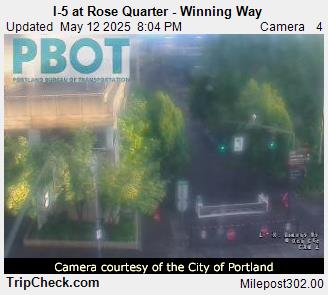 I-5 at Rose Quarter - Winning Way
Updated May 12 2025 8:04 PM Camera 4
PBOT
PORTLAND BUREAU OF TRANSPORTATION
Camera courtesy of the City of Portland
TripCheck.com Milepost302.00